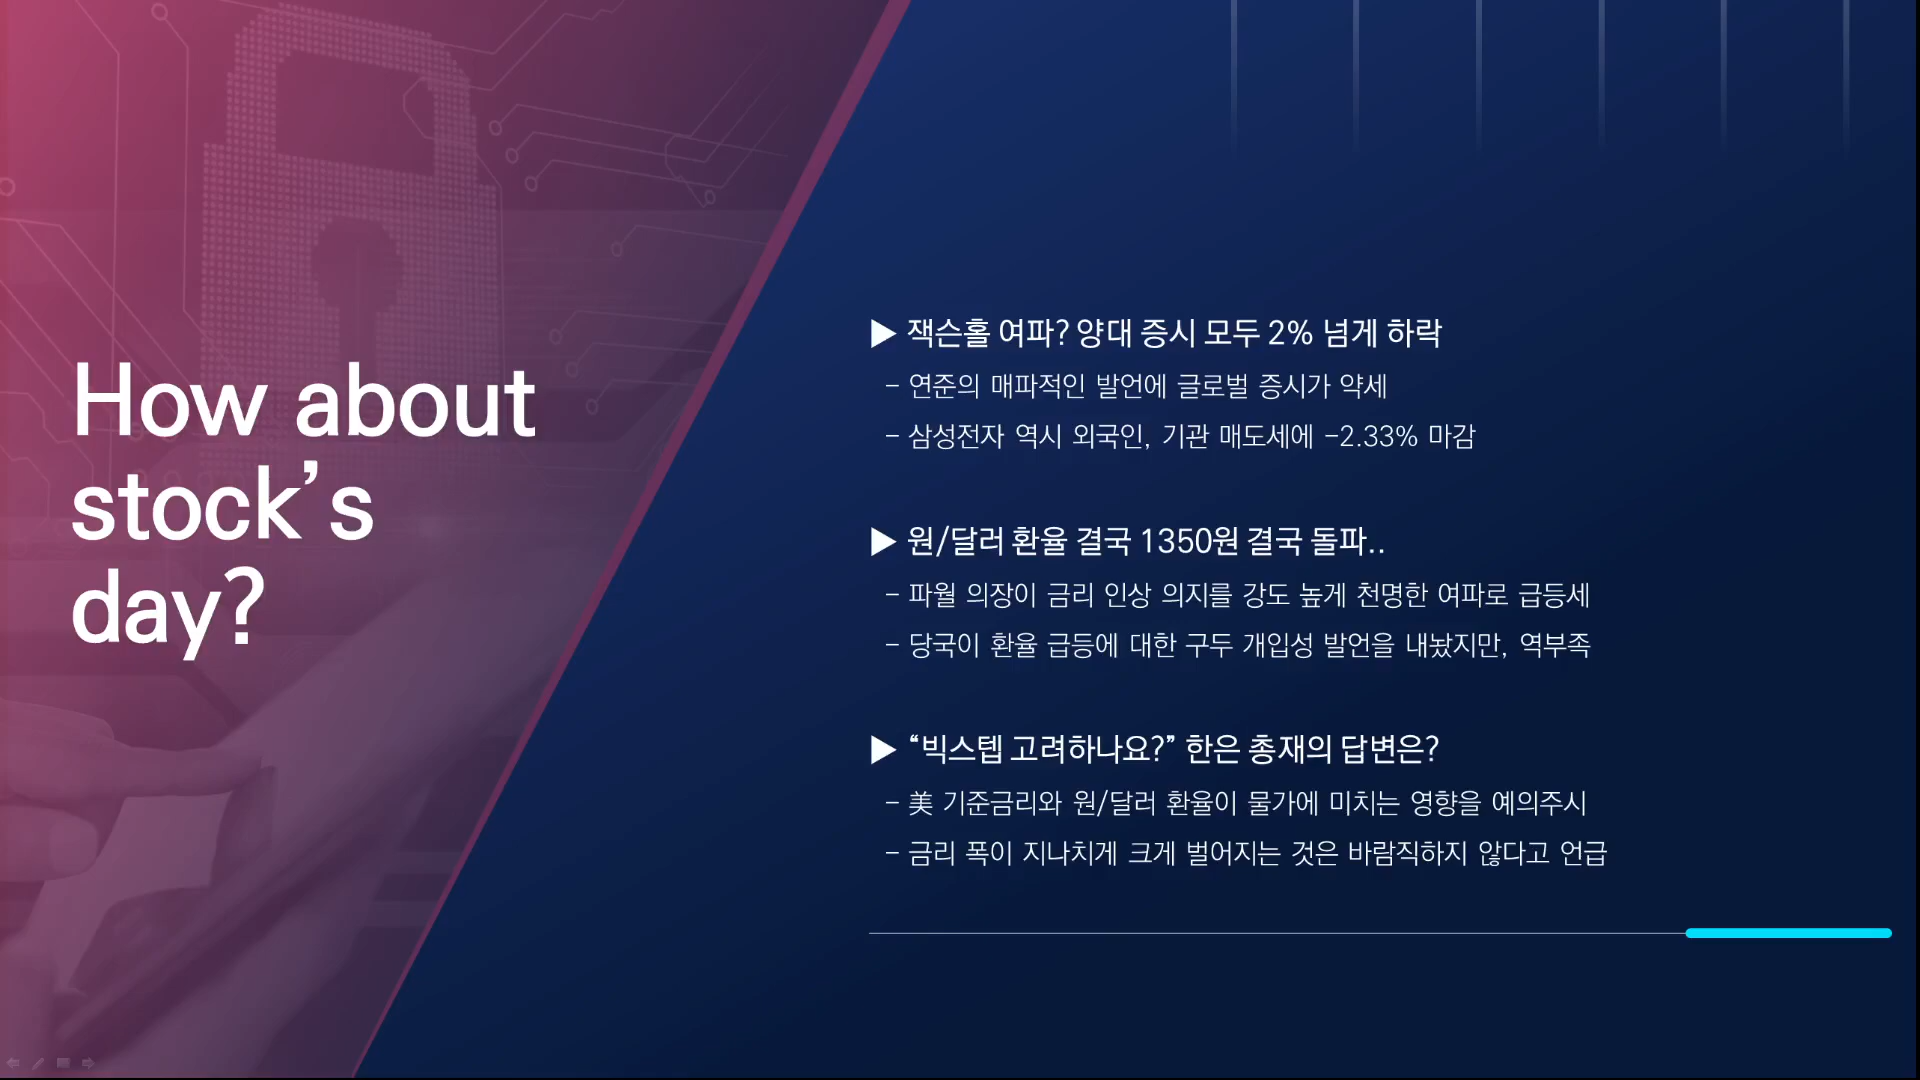 How about
stock’s
day?
▶ 잭슨홀 여파? 양대 증시 모두 2% 넘게 하락
- 연준의 매파적인 발언에 글로벌 증시가 약세
- 삼성전자 역시 외국인, 기관 매도세에 -2.33% 마감
▶ 원/달러 환율 결국 1350원 결국 돌파..
- 파월 의장이 금리 인상 의지를 강도 높게 천명한 여파로 급등세
- 당국이 환율 급등에 대한 구두 개입성 발언을 내놨지만, 역부족
▶ “빅스텝 고려하나요?” 한은 총재의 답변은?
- 美 기준금리와 원/달러 환율이 물가에 미치는 영향을 예의주시
- 금리 폭이 지나치게 크게 벌어지는 것은 바람직하지 않다고 언급